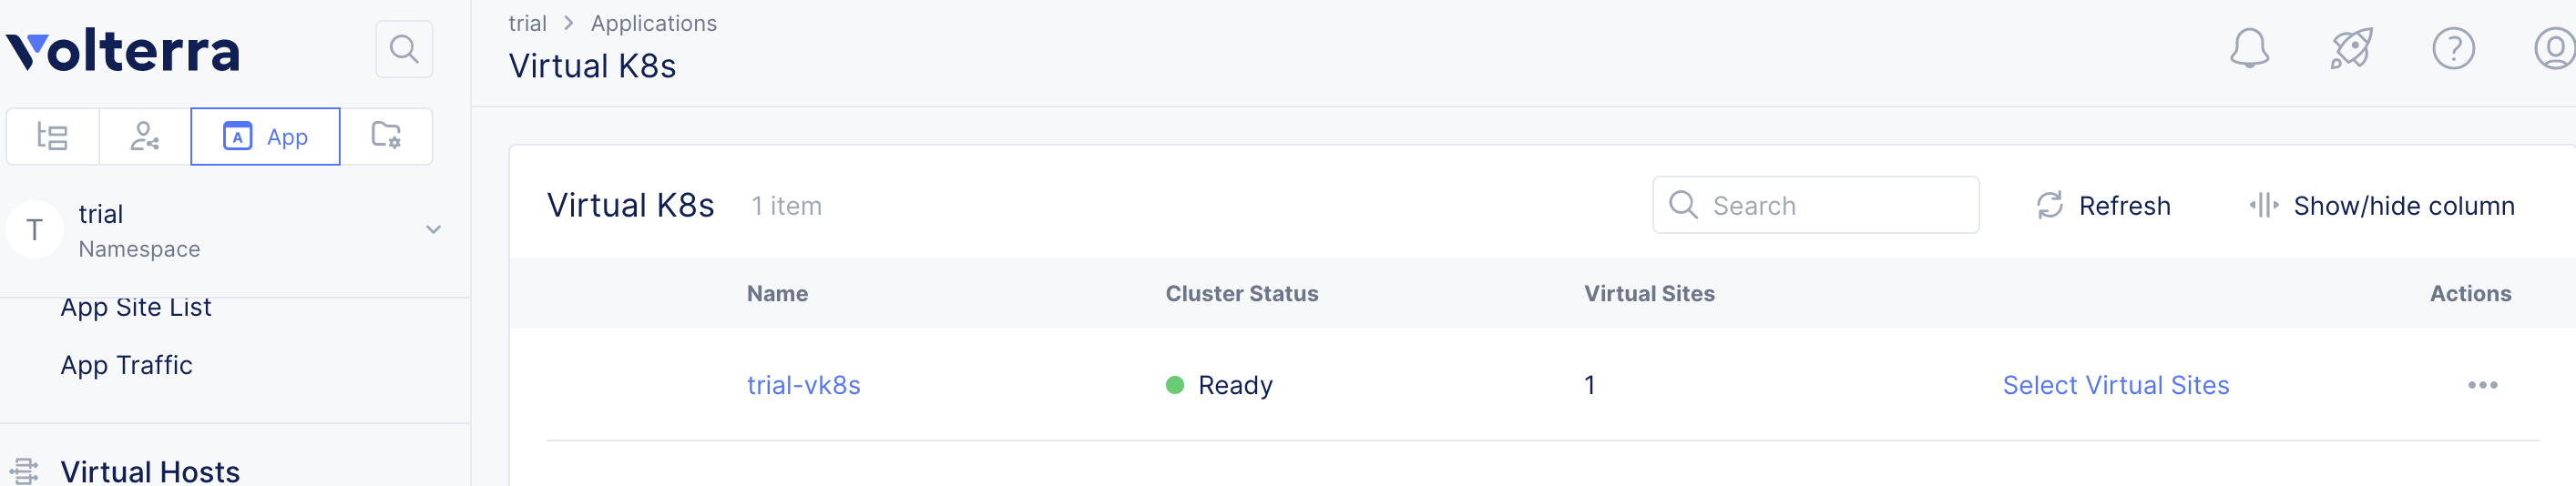 Volterra
App
T
trial
Namespace
App Site List
App Traffic
Virtual Hosts
trial > Applications
Virtual K8s
Virtual K8s 1 item
Search
Refresh
Show/hide column
Name Cluster Status Virtual Sites Actions
trial-vk8s Ready 1 Select Virtual Sites •••